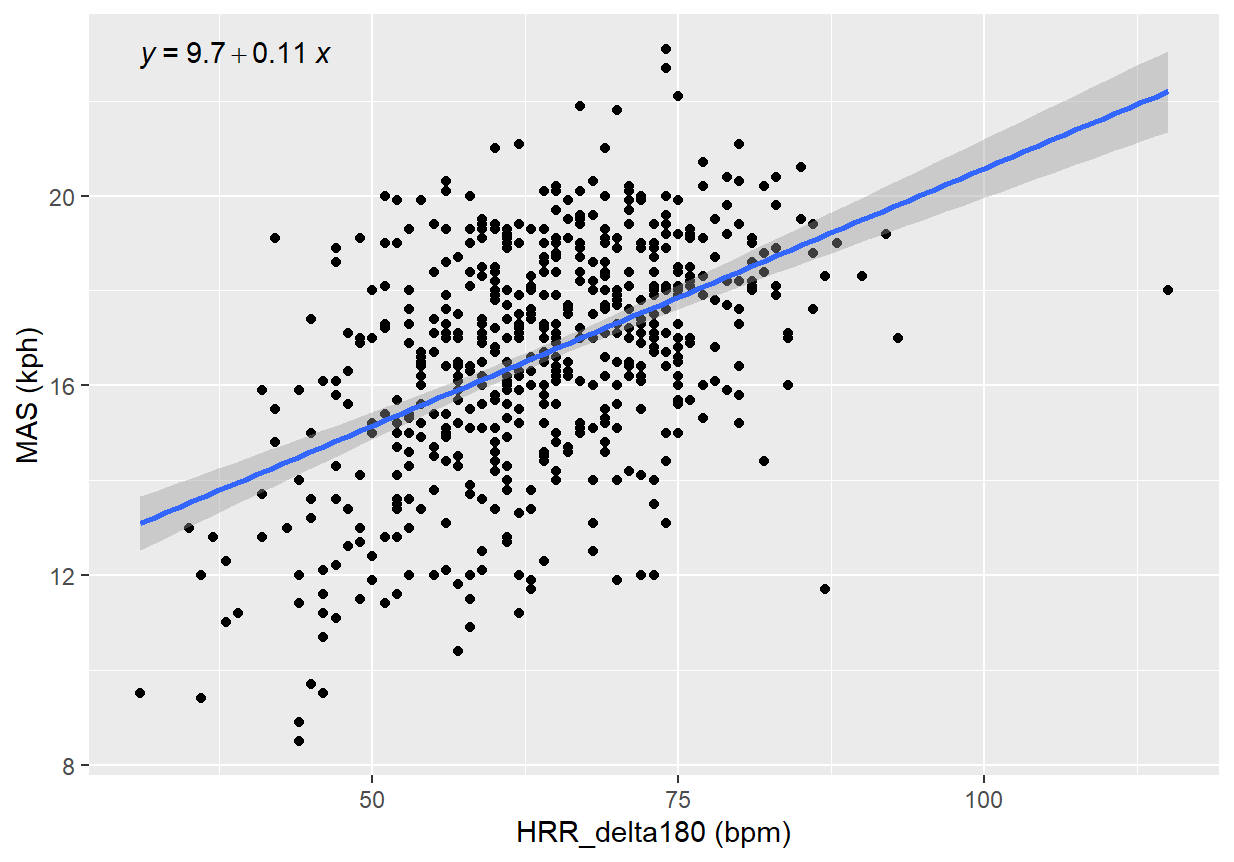 y = 9.7 + 0.11 x
20
16
12
8
MAS (kph)
50 75 100
HRR_delta180 (bpm)